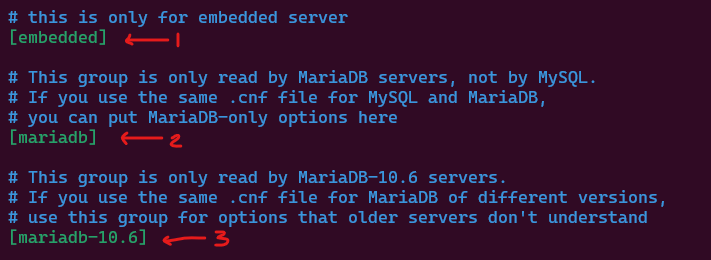 # this is only for embedded server
[embedded] 1
# This group is only read by MariaDB servers, not by MySQL.
# If you use the same .cnf file for MySQL and MariaDB,
# you can put MariaDB-only options here
[mariadb] 2
# This group is only read by MariaDB-10.6 servers.
# If you use the same .cnf file for MariaDB of different versions,
# use this group for options that older servers don't understand
[mariadb-10.6] 3